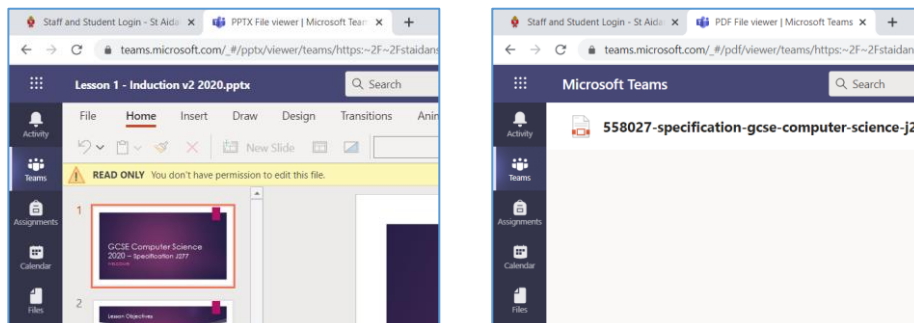 Staff and Student Login - St Aida
PPTX File viewer | Microsoft Team
teams.microsoft.com/_#/pptx/viewer/teams/https:~2F~2Fstaidans
Lesson 1 - Induction v2 2020.pptx
Search
Activity
Teams
Assignments
Calendar
Files
File Home Insert Draw Design Transitions Anim
New Slide
READ ONLY You don't have permission to edit this file.
1
GCSE Computer Science
2020 – Specification J277
2
Lesson Objectives
Staff and Student Login - St Aidan
PDF File viewer | Microsoft Teams
teams.microsoft.com/_#/pdf/viewer/teams/https:~2F~2Fstaidans
Microsoft Teams
Search
Activity
Teams
Assignments
Calendar
Files
558027-specification-gcse-computer-science-j2